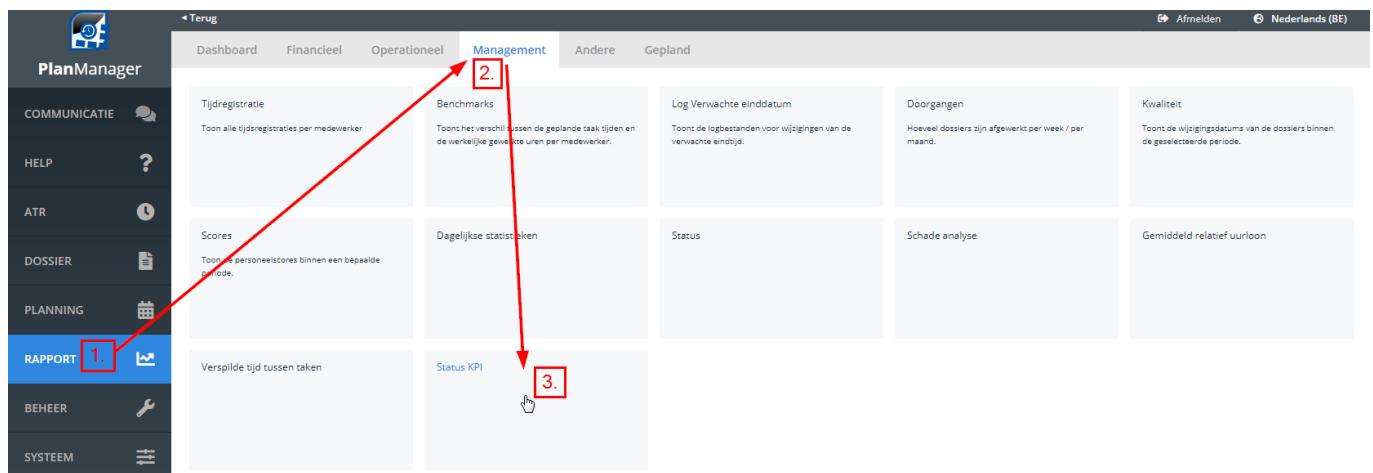 ◂ Terug
Afmelden
Nederlands (BE)
PlanManager
Dashboard Financieel Operationeel Management Andere Gepland
2.
COMMUNICATIE
HELP
?
ATR
DOSSIER
PLANNING
RAPPORT
1.
BEHEER
SYSTEEM
Tijdregistratie
Toon alle tijdsregistraties per medewerker
Benchmarks
Toont het verschil tussen de geplande taak tijden en
de werkelijke gewerkte uren per medewerker.
Log Verwachte einddatum
Toont de logbestanden voor wijzigingen van de
verwachte eindtijd.
Doorgangen
Hoeveel dossiers zijn afgewerkt per week / per
maand.
Kwaliteit
Toont de wijzigingsdatums van de dossiers binnen
de geselecteerde periode.
Scores
Toon de personeelscores binnen een bepaalde
periode.
Dagelijkse statistieken
Status
Schade analyse
Gemiddeld relatief uurloon
Verspilde tijd tussen taken
Status KPI
3.